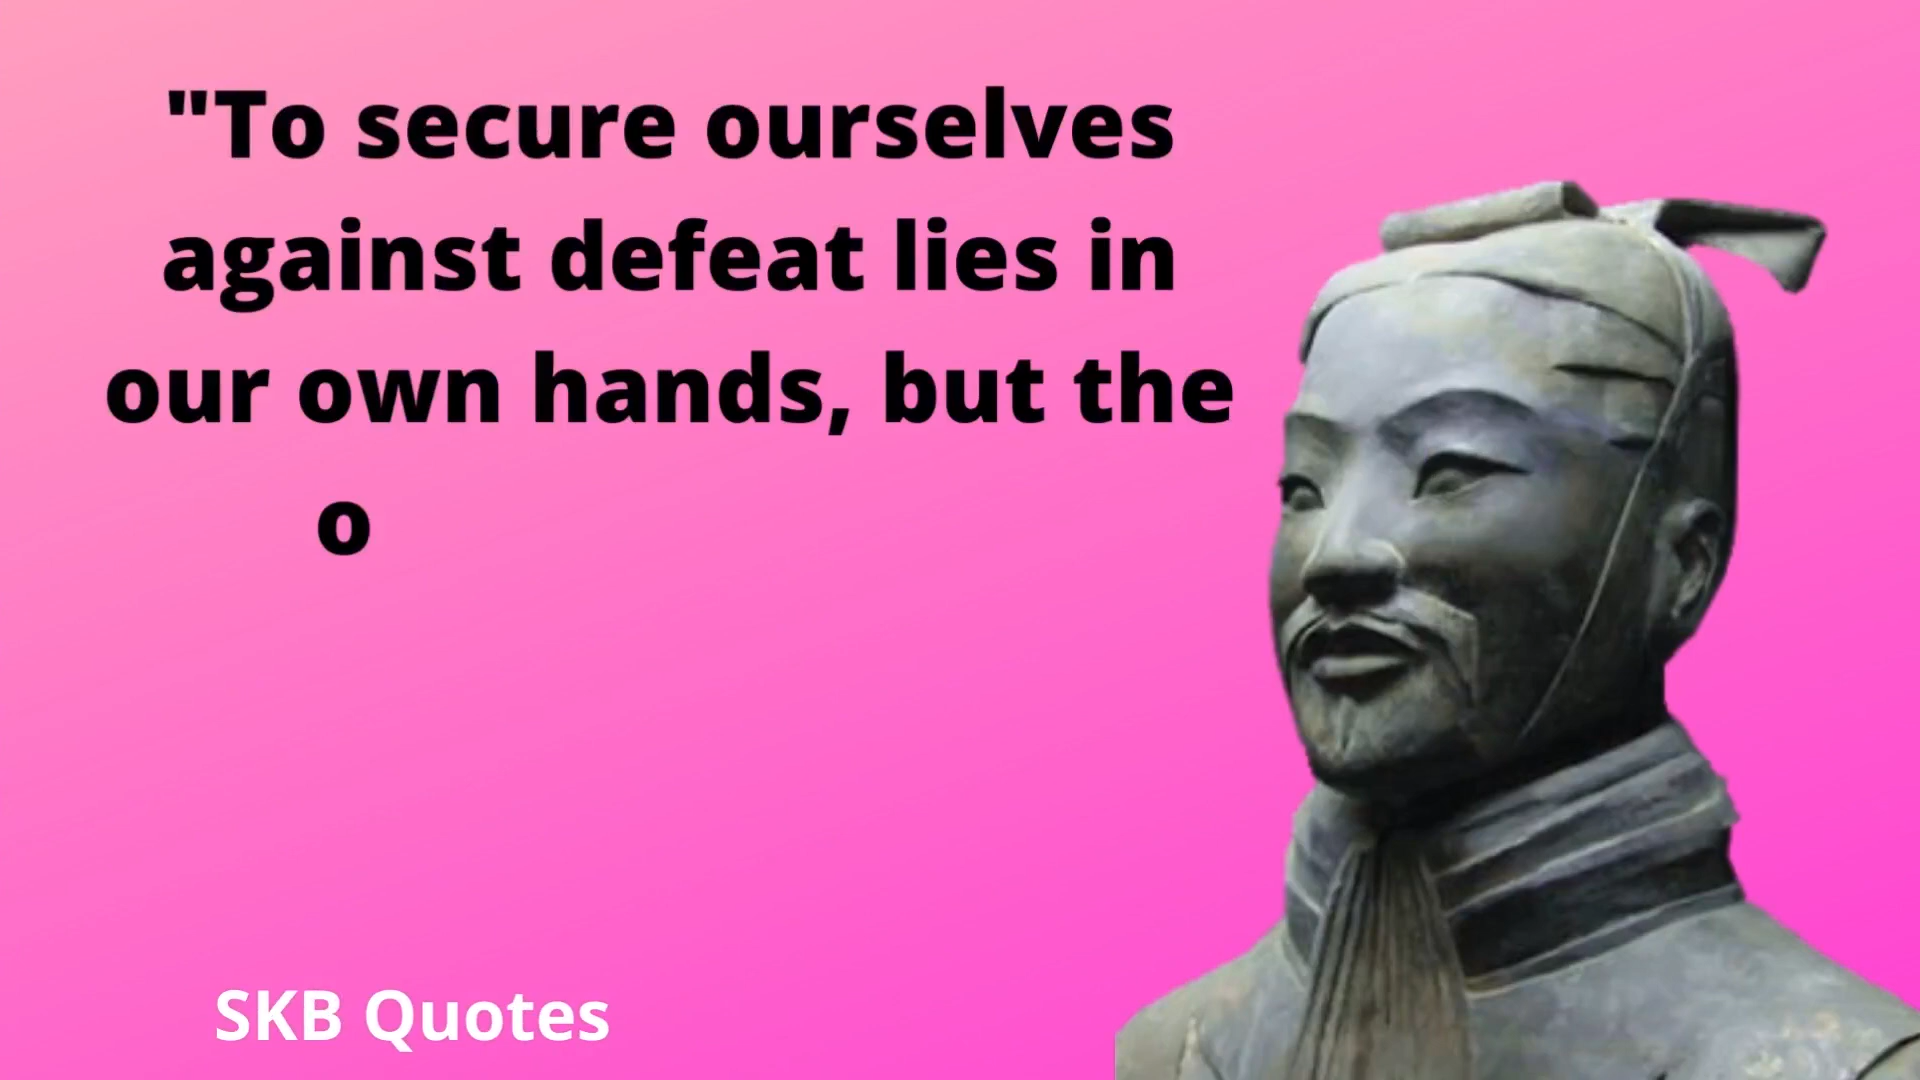 "To secure ourselves
against defeat lies in
our own hands, but the
o
SKB Quotes